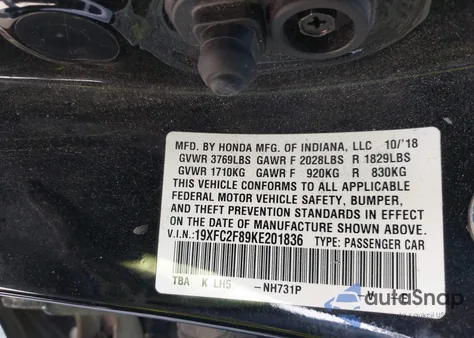 MFD. BY HONDA MFG. OF INDIANA, LLC 10/'18
GVWR 3769LBS GAWR F 2028LBS R 1829LBS
GVWR 1710KG GAWR F 920KG R 830KG
THIS VEHICLE CONFORMS TO ALL APPLICABLE
FEDERAL MOTOR VEHICLE SAFETY, BUMPER,
AND THEFT PREVENTION STANDARDS IN EFFECT
ON THE DATE OF MANUFACTURE SHOWN ABOVE.
V.I.N.:19XFC2F89KE201836 TYPE: PASSENGER CAR
TBA K LH5 -NH731P
autoSnap